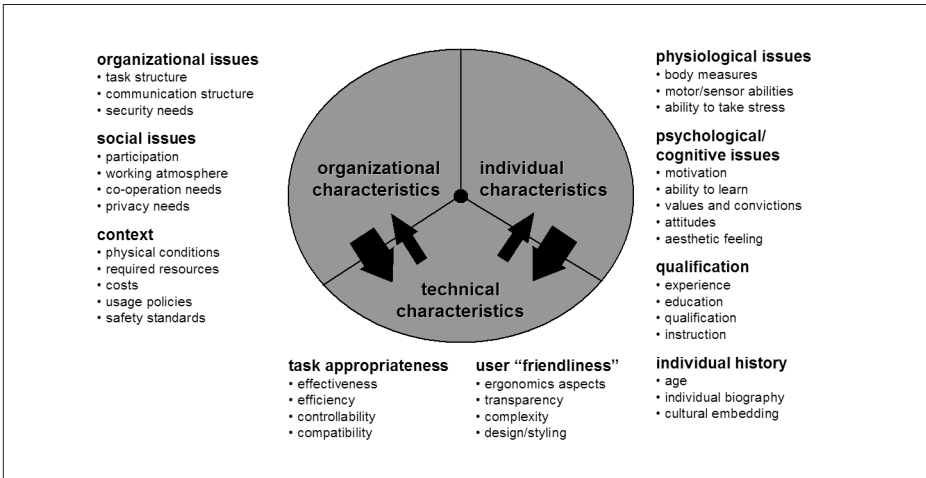 organizational issues
• task structure
• communication structure
• security needs
social issues
• participation
• working atmosphere
• co-operation needs
• privacy needs
context
• physical conditions
• required resources
• costs
• usage policies
• safety standards
organizational
characteristics
individual
characteristics
technical
characteristics
task appropriateness
• effectiveness
• efficiency
• controllability
• compatibility
user “friendliness”
• ergonomics aspects
• transparency
• complexity
• design/styling
physiological issues
• body measures
• motor/sensor abilities
• ability to take stress
psychological/
cognitive issues
• motivation
• ability to learn
• values and convictions
• attitudes
• aesthetic feeling
qualification
• experience
• education
• qualification
• instruction
individual history
• age
• individual biography
• cultural embedding